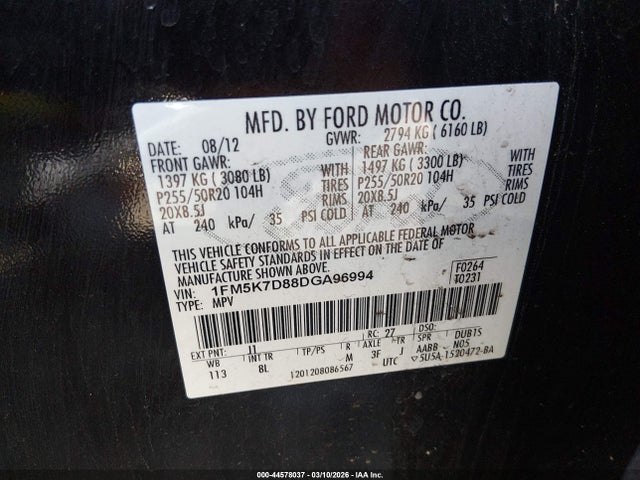 MFD. BY FORD MOTOR CO.
DATE: 08/12 GVWR: 2794 KG ( 6160 LB)
FRONT GAWR: REAR GAWR:
1397 KG ( 3080 LB) WITH 1497 KG ( 3300 LB) WITH
P255/50R20 104H TIRES P255/50R20 104H TIRES
20X8.5J RIMS 20X8.5J RIMS
AT 240 kPa/ 35 PSI COLD AT 240 kPa/ 35 PSI COLD
THIS VEHICLE CONFORMS TO ALL APPLICABLE FEDERAL MOTOR
VEHICLE SAFETY STANDARDS IN EFFECT ON THE DATE OF
MANUFACTURE SHOWN ABOVE.
VIN: 1FM5K7D88DGA96994 F0264
TYPE: MPV T0231
EXT PNT: J1 RC: 27 DSO:
WB INT TR TP/PS R AXLE TR SPR DUB1S
113 8L M 3F J AABB N05
1201208086567 UTC 5U5A-1520472-BA
000-44578037 - 03/10/2026 - IAA Inc.